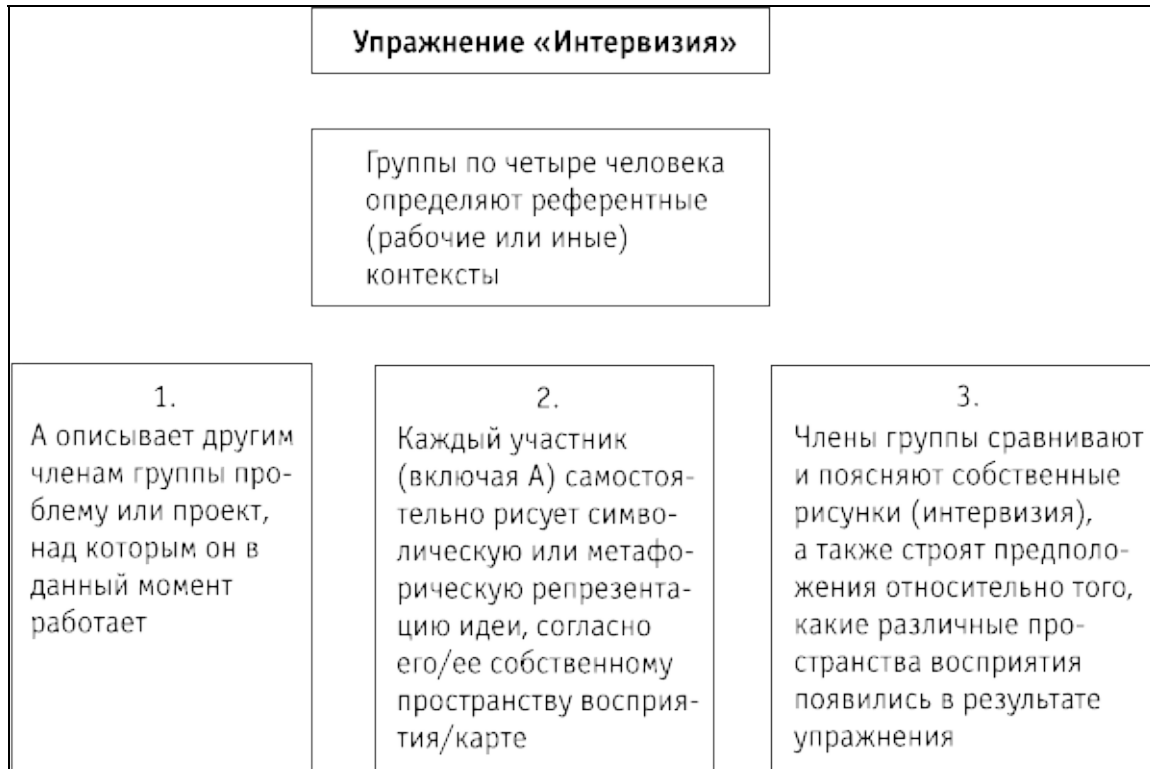 Упражнение «Интервизия»
Группы по четыре человека
определяют референтные
(рабочие или иные)
контексты
1.
А описывает другим
членам группы про-
блему или проект,
над которым он в
данный момент
работает
2.
Каждый участник
(включая А) самостоя-
тельно рисует симво-
лическую или метафо-
рическую репрезента-
цию идеи, согласно
его/ее собственному
пространству восприя-
тия/карте
3.
Члены группы сравнивают
и поясняют собственные
рисунки (интервизия),
а также строят предполо-
жения относительно того,
какие различные про-
странства восприятия
появились в результате
упражнения